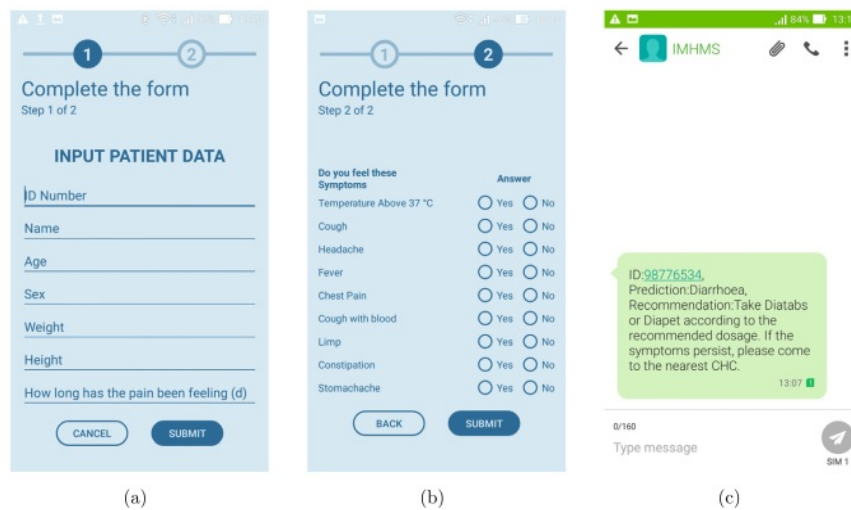 1
2
Complete the form
Step 1 of 2
INPUT PATIENT DATA
ID Number
Name
Age
Sex
Weight
Height
How long has the pain been feeling (d)
CANCEL
SUBMIT
(a)
1
2
Complete the form
Step 2 of 2
Do you feel these
Symptoms
Answer
Temperature Above 37 °C Yes No
Cough Yes No
Headache Yes No
Fever Yes No
Chest Pain Yes No
Cough with blood Yes No
Limp Yes No
Constipation Yes No
Stomachache Yes No
BACK
SUBMIT
(b)
84%
IMHMS
ID:98776534,
Prediction:Diarrhoea,
Recommendation:Take Diatabs
or Diapet according to the
recommended dosage. If the
symptoms persist, please come
to the nearest CHC.
13:07 1
0/160
Type message
SIM 1
(c)